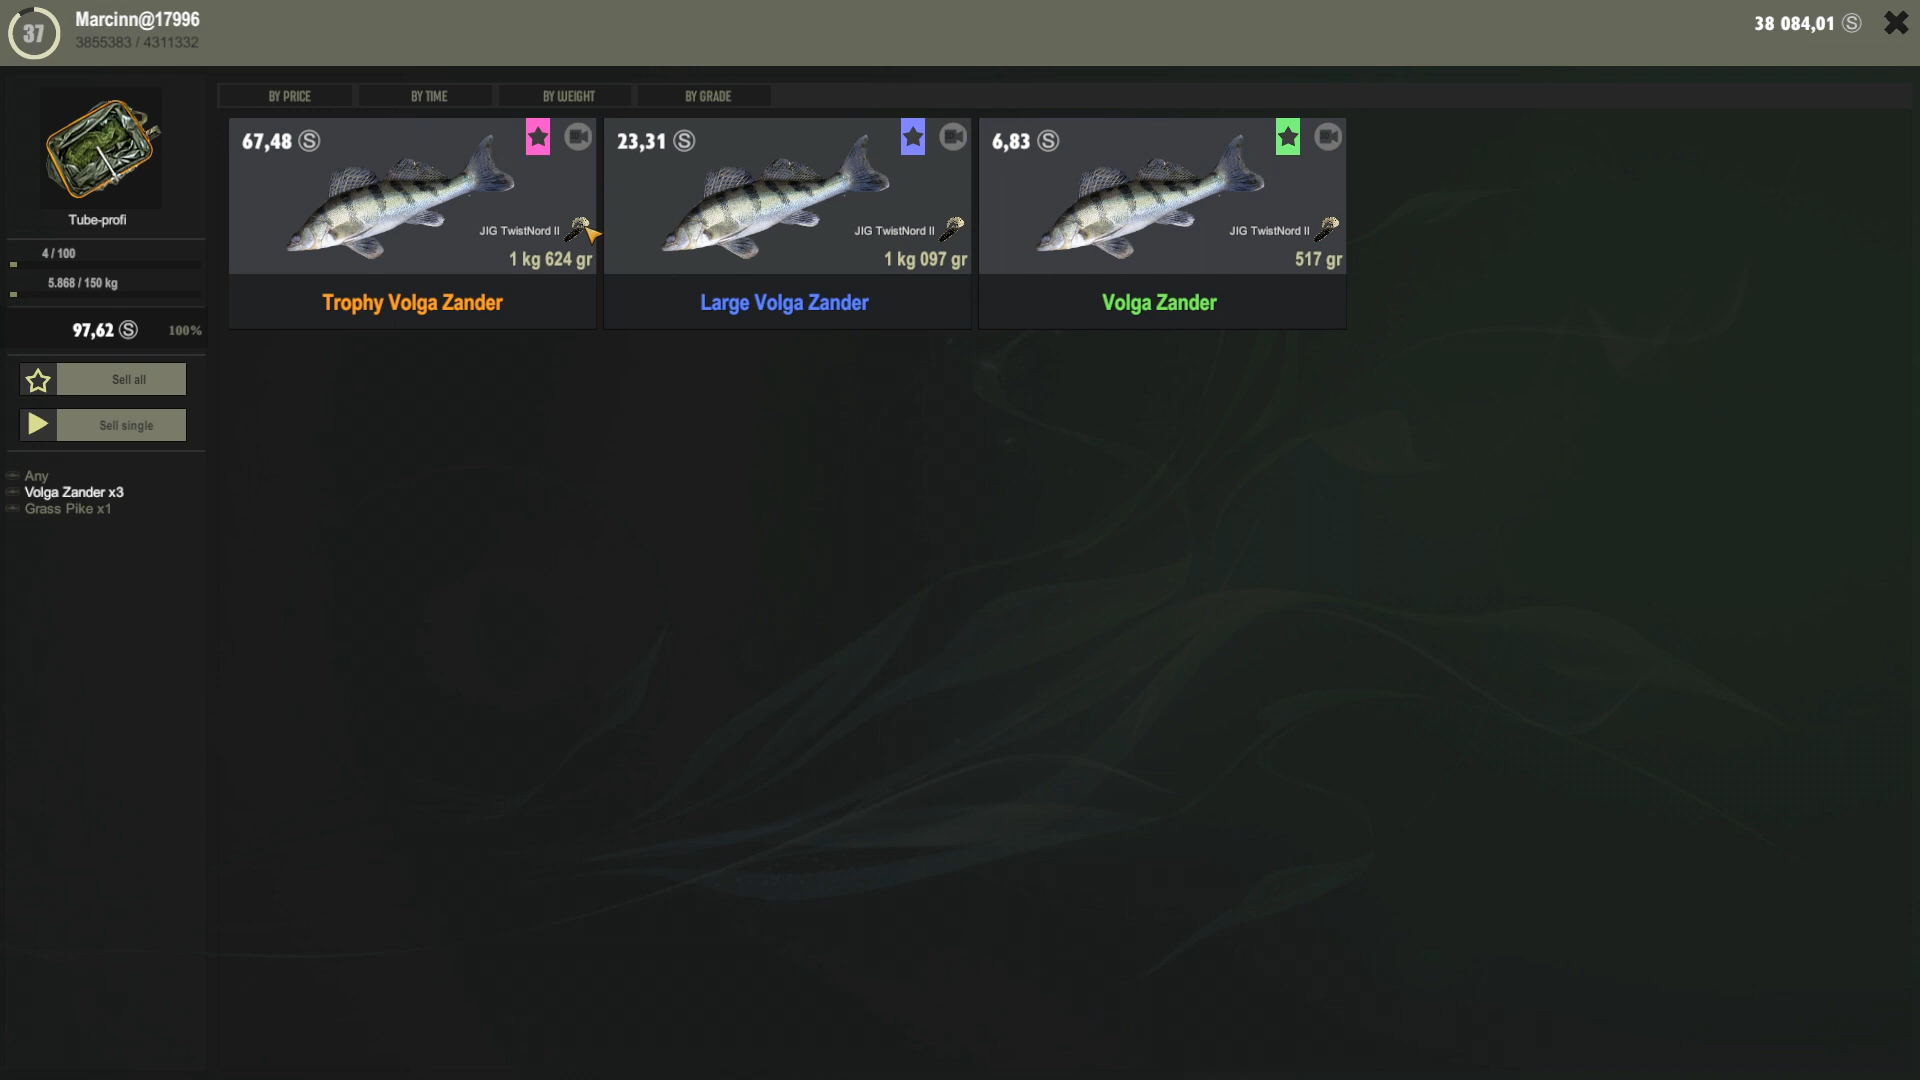 37
Marcinn@17996
3855383 / 4311332
38 084,01 S
BY PRICE
BY TIME
BY WEIGHT
BY GRADE
Tube-profi
4 / 100
5.868 / 150 kg
97,62 S
100%
Sell all
Sell single
Any
Volga Zander x3
Grass Pike x1
67,48 S
JIG TwistNord II
1 kg 624 gr
Trophy Volga Zander
23,31 S
JIG TwistNord II
1 kg 097 gr
Large Volga Zander
6,83 S
JIG TwistNord II
517 gr
Volga Zander